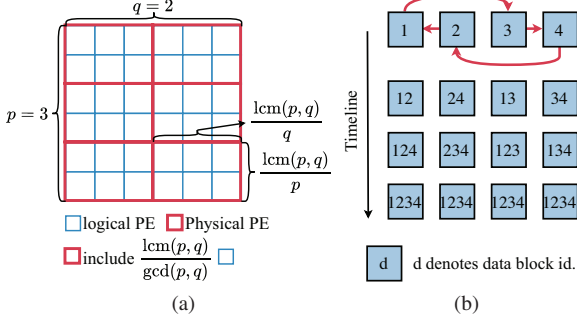 q = 2
p = 3
lcm(p, q)
q
lcm(p, q)
p
logical PE Physical PE
include lcm(p, q)
gcd(p, q)
(a)
1 2 3 4
12 24 13 34
124 234 123 134
1234 1234 1234 1234
Timeline
d d denotes data block id.
(b)